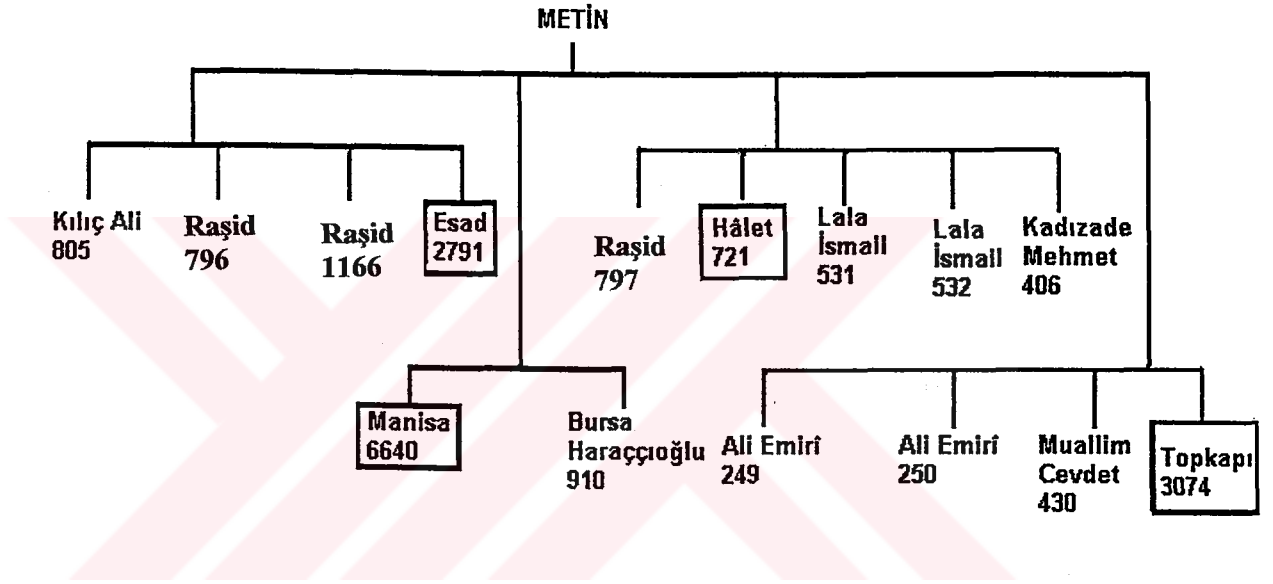 METİN
Kılıç Ali
805
Raşid
796
Raşid
1166
Esad
2791
Raşid
797
Hâlet
721
Lala
İsmail
531
Lala
İsmail
532
Kadızade
Mehmet
406
Manisa
6640
Bursa
Haraççıoğlu
910
Ali Emirî
249
Ali Emirî
250
Muallim
Cevdet
430
Topkapı
3074